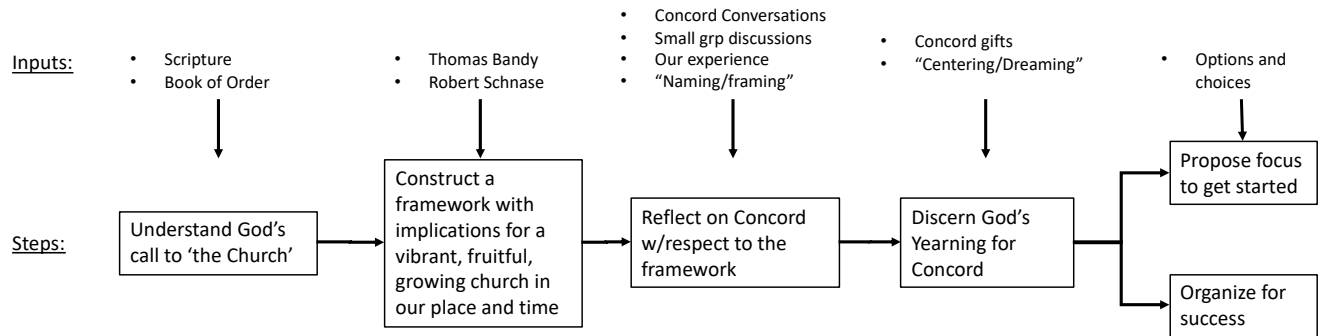 Inputs:
• Scripture
• Book of Order
• Thomas Bandy
• Robert Schnase
• Concord Conversations
• Small grp discussions
• Our experience
• “Naming/framing”
• Concord gifts
• “Centering/Dreaming”
• Options and
choices
Steps:
Understand God’s
call to ‘the Church’
Construct a
framework with
implications for a
vibrant, fruitful,
growing church in
our place and time
Reflect on Concord
w/respect to the
framework
Discern God’s
Yearning for
Concord
Propose focus
to get started
Organize for
success